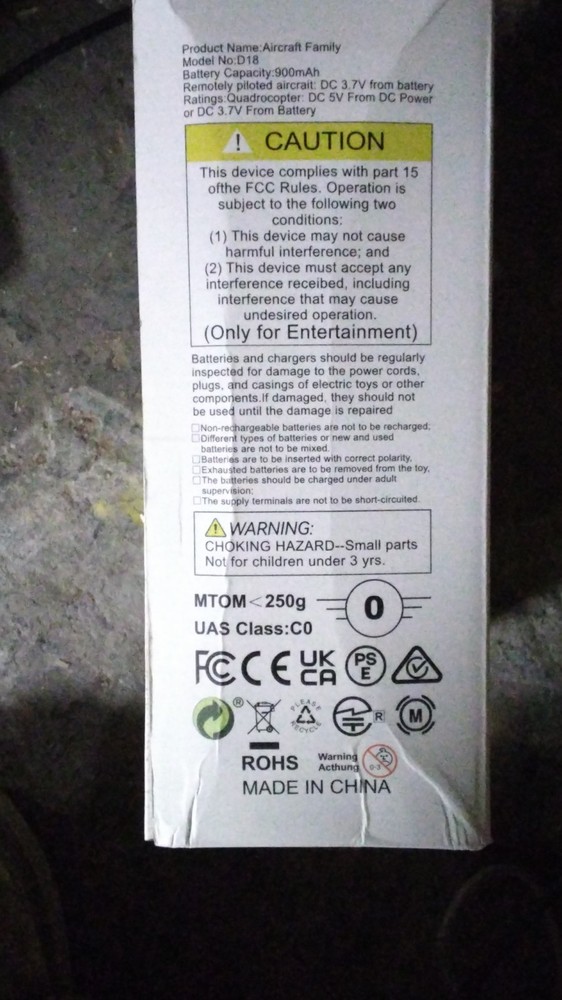 Product Name:Aircraft Family
Model No:D18
Battery Capacity:900mAh
Remotely piloted aircrait: DC 3.7V from battery
Ratings:Quadrocopter: DC 5V From DC Power
or DC 3.7V From Battery
CAUTION
This device complies with part 15
ofthe FCC Rules. Operation is
subject to the following two
conditions:
(1) This device may not cause
harmful interference; and
(2) This device must accept any
interference receibed, including
interference that may cause
undesired operation.
(Only for Entertainment)
Batteries and chargers should be regularly
inspected for damage to the power cords,
plugs, and casings of electric toys or other
components.If damaged, they should not
be used until the damage is repaired
□Non-rechargeable batteries are not to be recharged;
□Different types of batteries or new and used
batteries are not to be mixed.
□Batteries are to be inserted with correct polarity,
□Exhausted batteries are to be removed from the toy,
□The batteries should be charged under adult
supervision;
□The supply terminals are not to be short-circuited.
WARNING:
CHOKING HAZARD--Small parts
Not for children under 3 yrs.
MTOM<250g 0
UAS Class:C0
FC CE UK CA PS E
® PLEASE RECYCLE R M
ROHS Warning Acthung 0-3
MADE IN CHINA